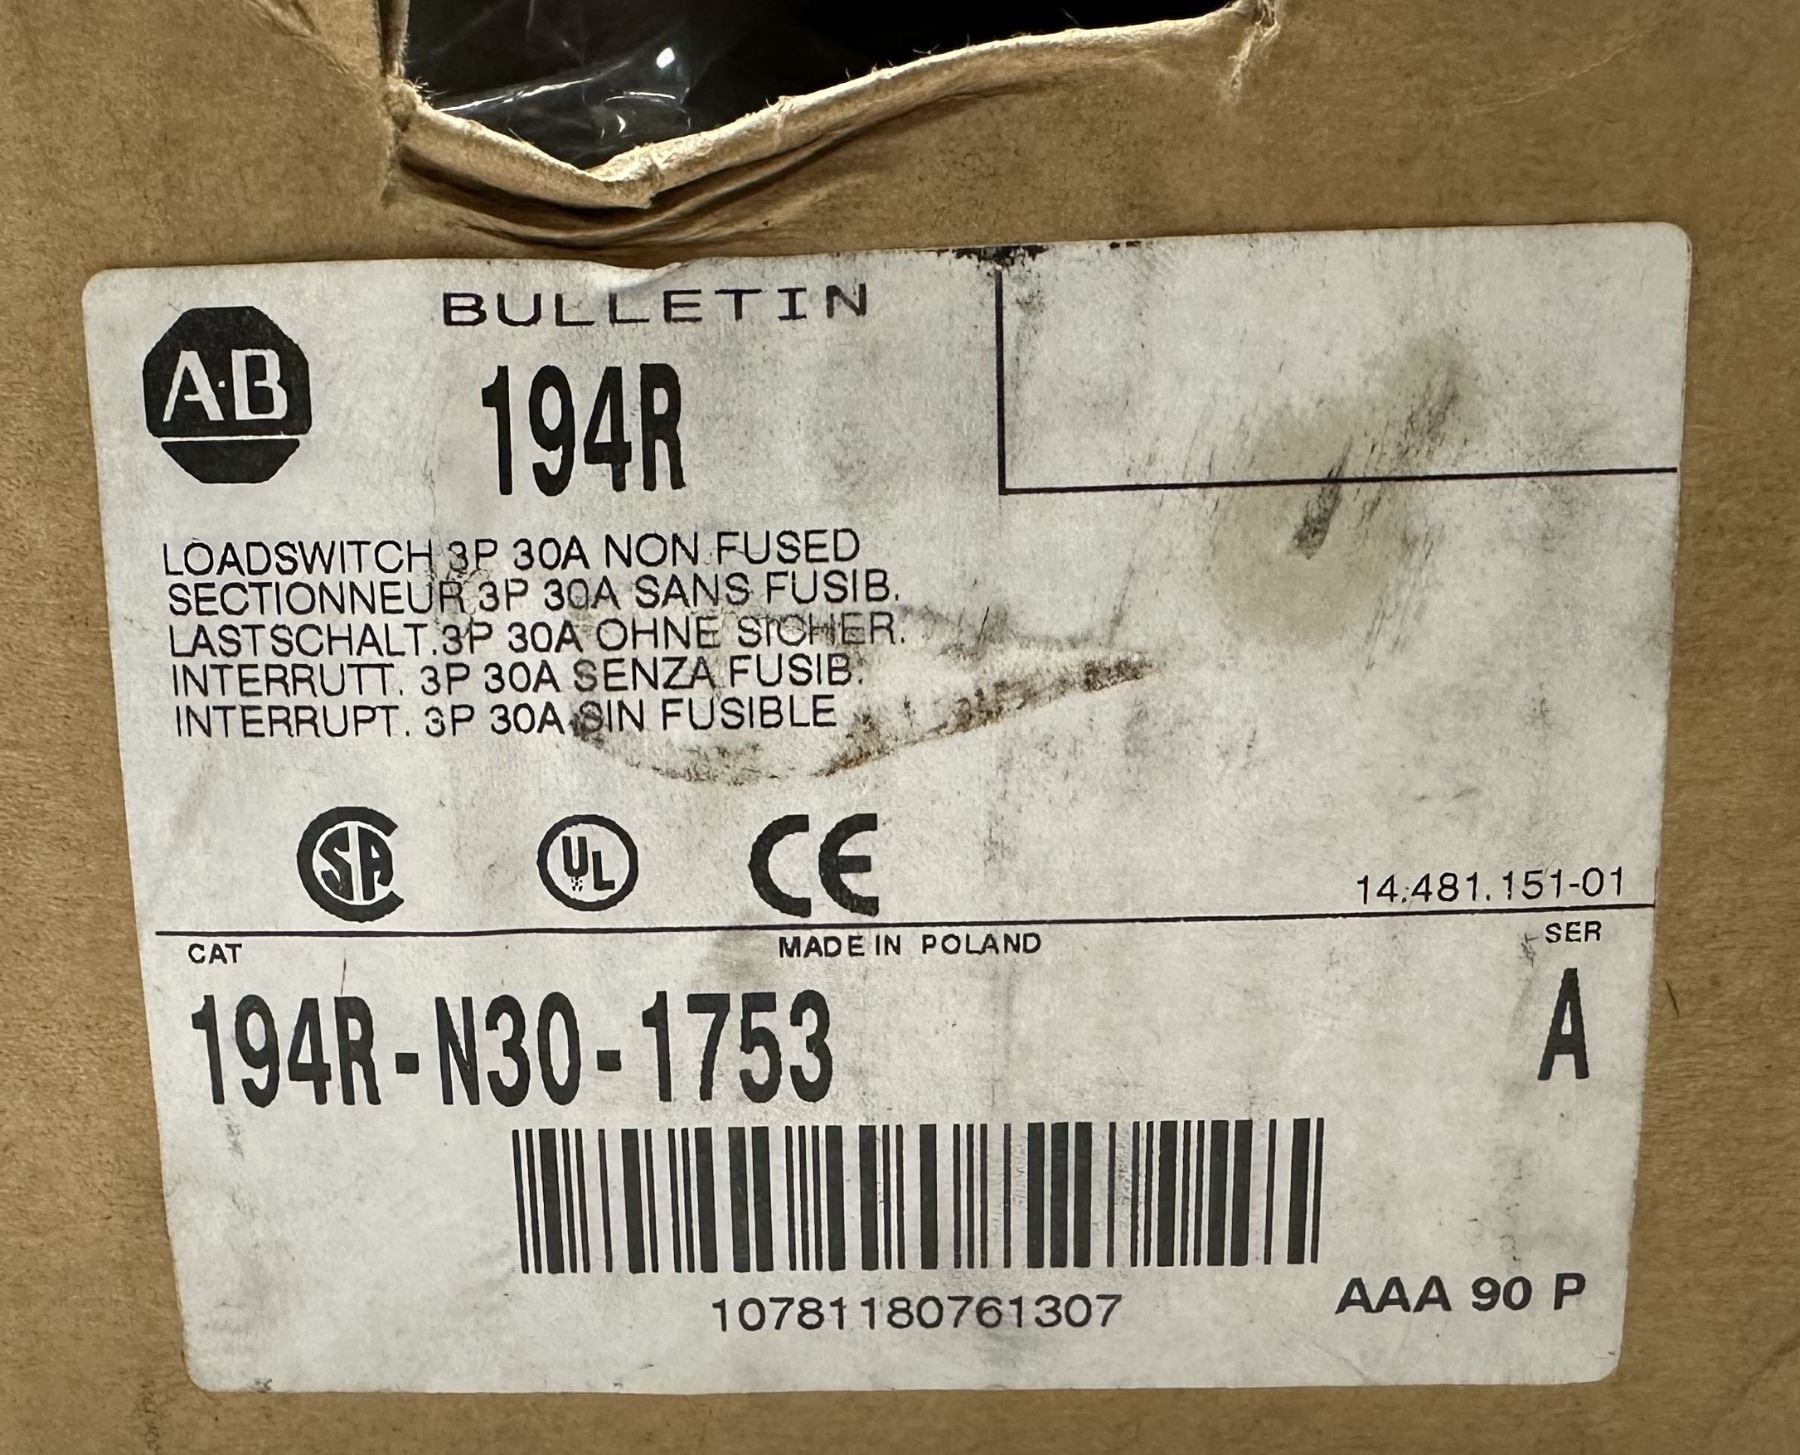 A·B
BULLETIN
194R
LOADSWITCH 3P 30A NON FUSED
SECTIONNEUR 3P 30A SANS FUSIB.
LASTSCHALT.3P 30A OHNE SICHER.
INTERRUTT. 3P 30A SENZA FUSIB.
INTERRUPT. 3P 30A SIN FUSIBLE
SA UL CE
14.481.151-01
CAT MADE IN POLAND SER
194R-N30-1753 A
10781180761307
AAA 90 P